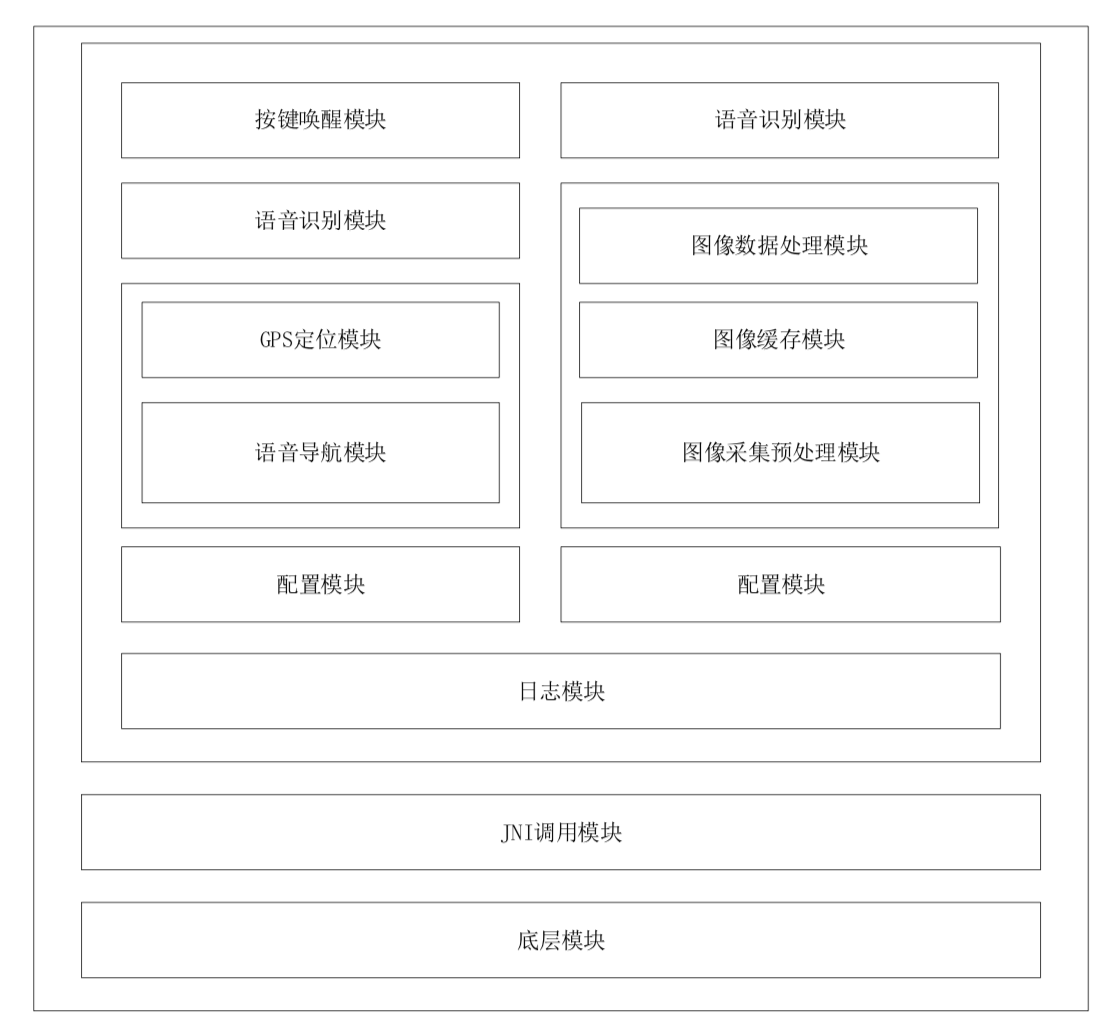 按键唤醒模块
语音识别模块
语音识别模块
图像数据处理模块
GPS定位模块
图像缓存模块
语音导航模块
图像采集预处理模块
配置模块
配置模块
日志模块
JNI调用模块
底层模块